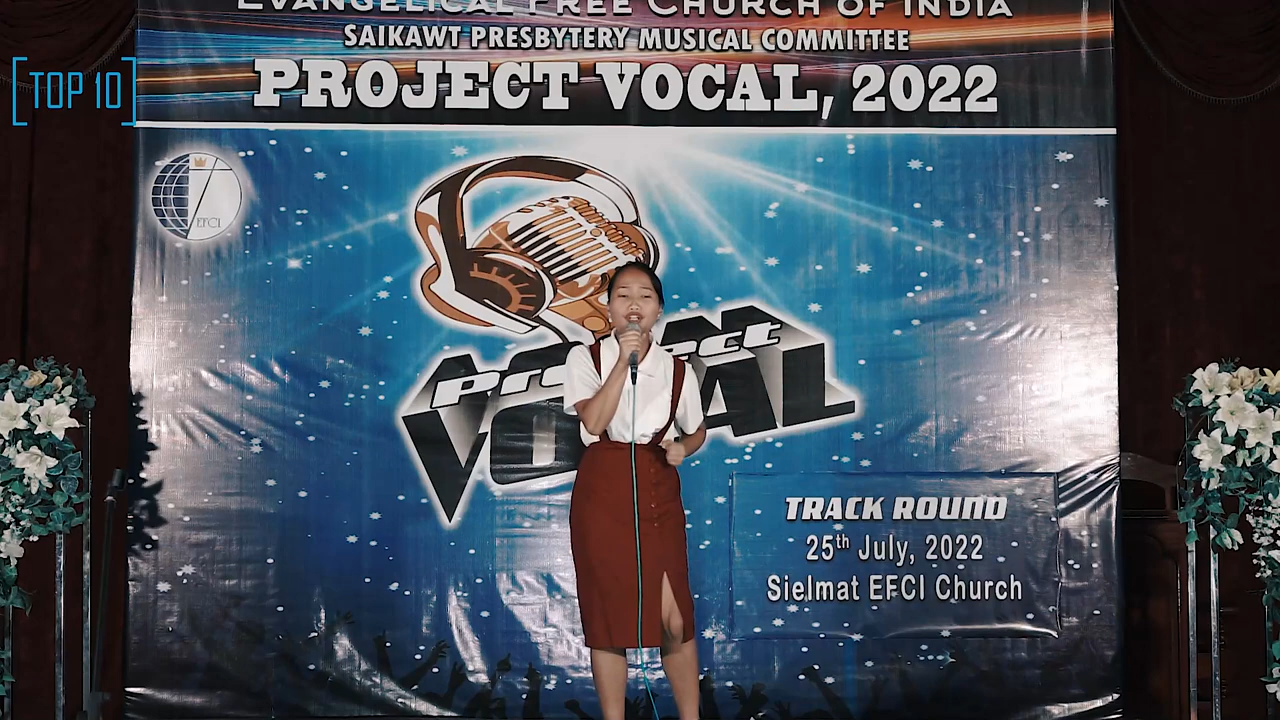 EVANGELICAL FREE CHURCH OF INDIA
SAIKAWT PRESBYTERY MUSICAL COMMITTEE
PROJECT VOCAL, 2022
[TOP 10]
EFCI
Project
VOCAL
TRACK ROUND
25th July, 2022
Sielmat EFCI Church